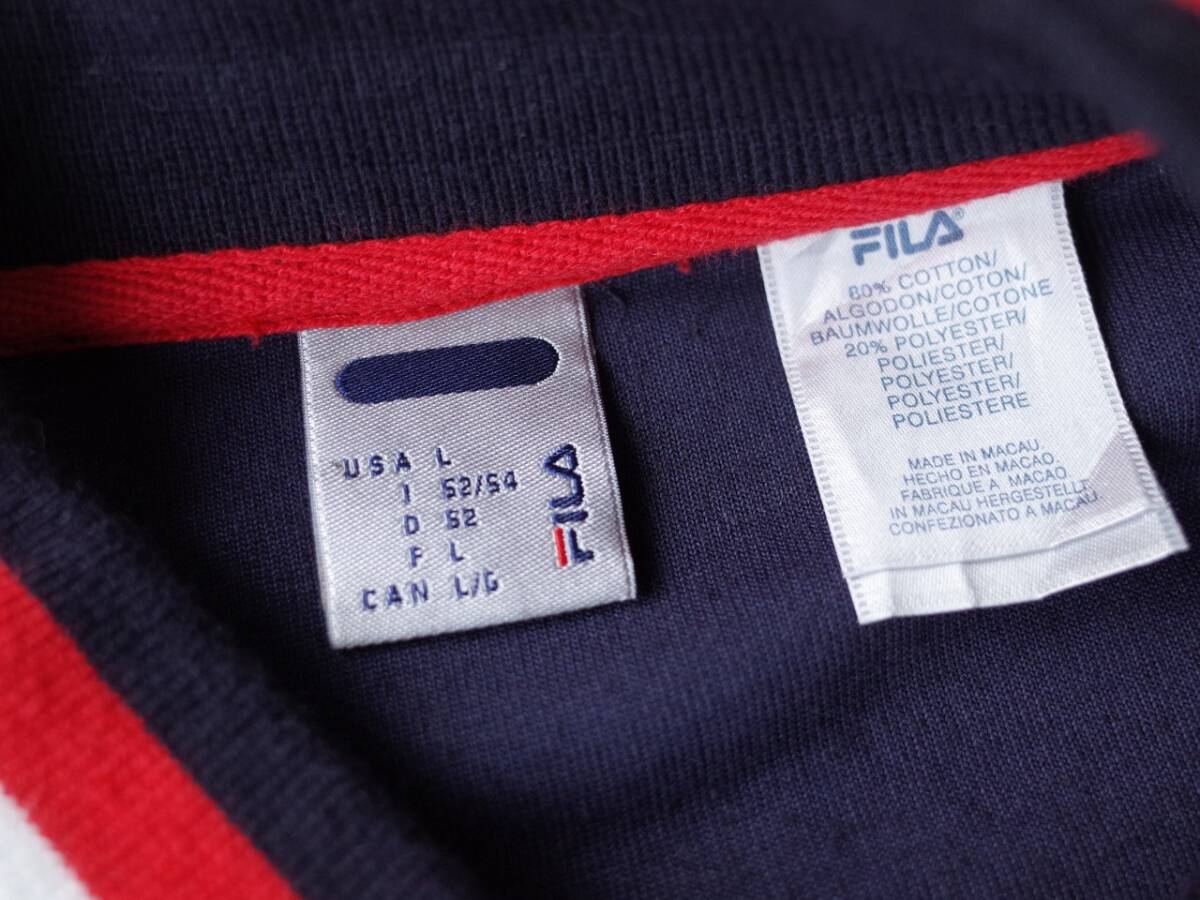 USA L
I 52/54
D 52
F L
CAN L/G
FILA
FILA®
80% COTTON/
ALGODON/COTON/
BAUMWOLLE/COTONE
20% POLYESTER/
POLIESTER/
POLYESTER/
POLYESTER/
POLIESTERE
MADE IN MACAU.
HECHO EN MACAO.
FABRIQUE A MACAO.
IN MACAU HERGESTELLT.
CONFEZIONATO A MACAU.